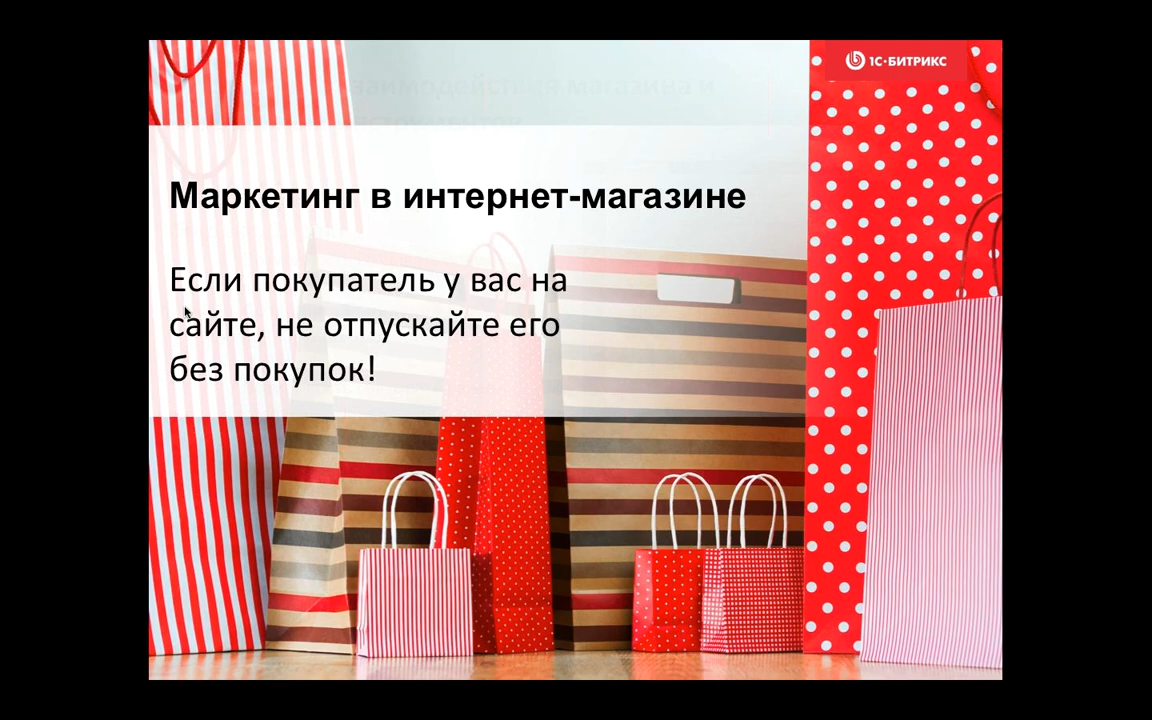 1С·БИТРИКС
Маркетинг в интернет-магазине
Если покупатель у вас на
сайте, не отпускайте его
без покупок!